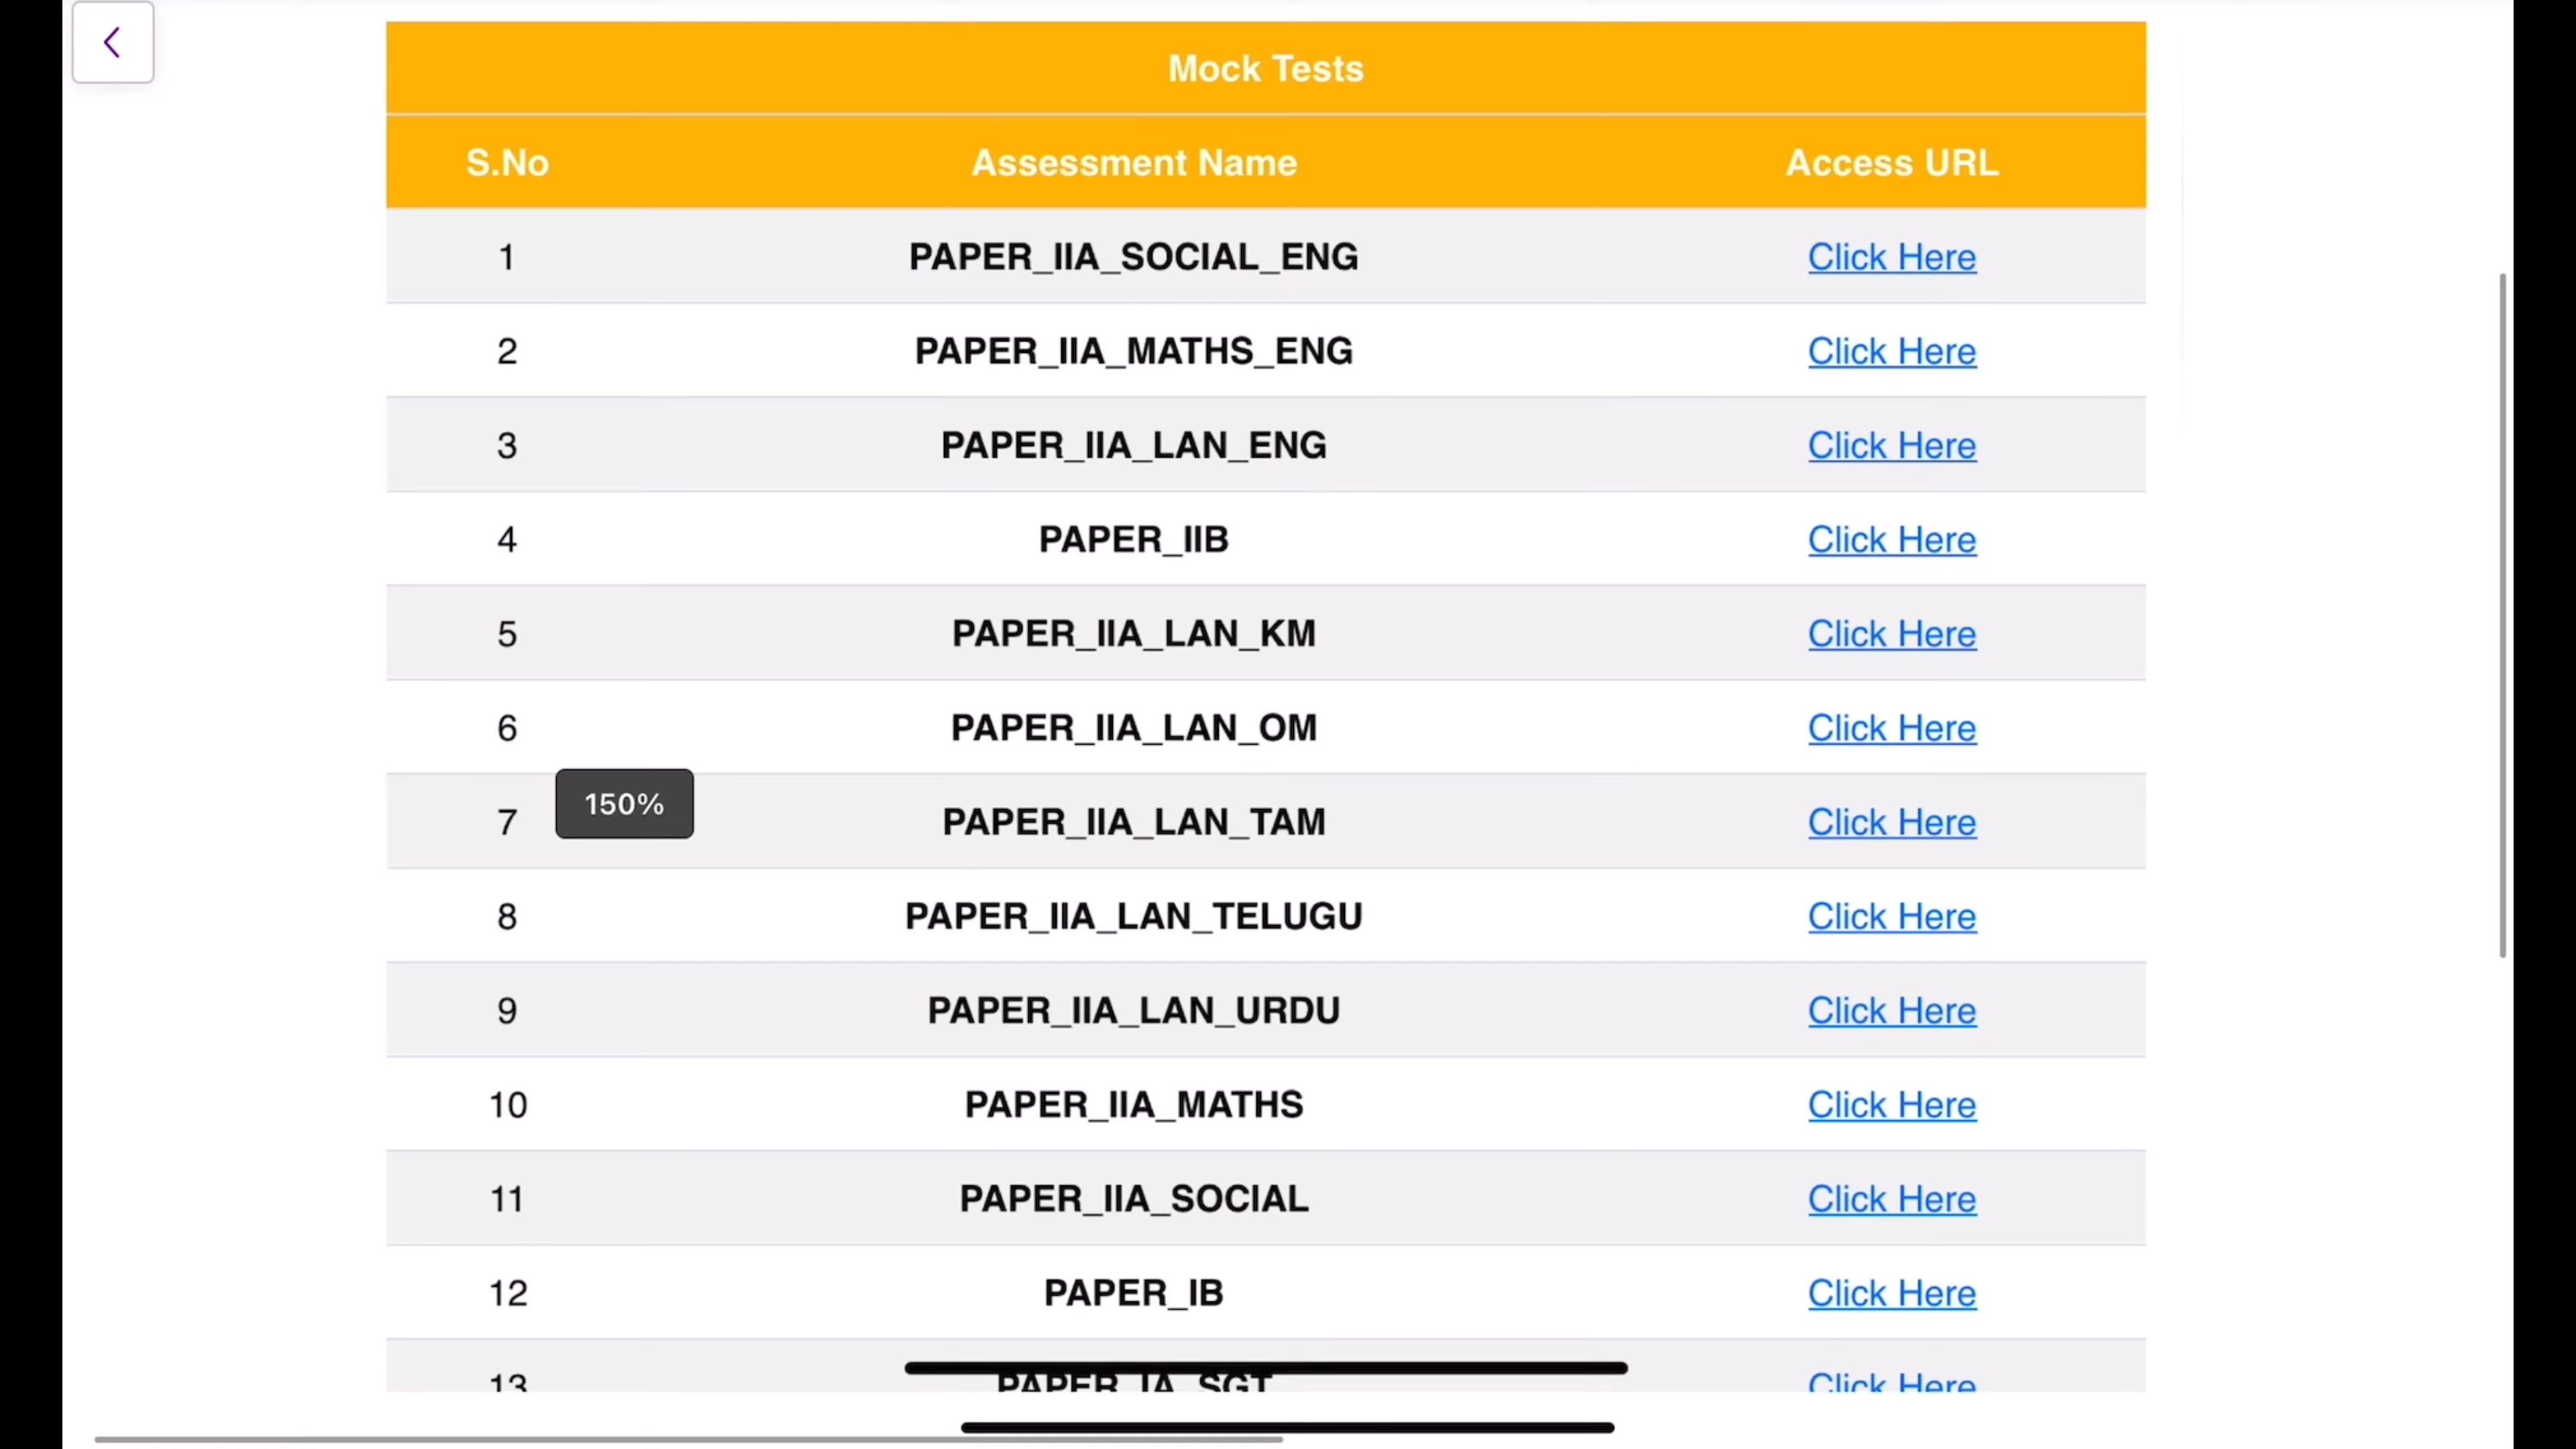 Mock Tests
S.No Assessment Name Access URL
1 PAPER_IIA_SOCIAL_ENG Click Here
2 PAPER_IIA_MATHS_ENG Click Here
3 PAPER_IIA_LAN_ENG Click Here
4 PAPER_IIB Click Here
5 PAPER_IIA_LAN_KM Click Here
6 PAPER_IIA_LAN_OM Click Here
150%
7 PAPER_IIA_LAN_TAM Click Here
8 PAPER_IIA_LAN_TELUGU Click Here
9 PAPER_IIA_LAN_URDU Click Here
10 PAPER_IIA_MATHS Click Here
11 PAPER_IIA_SOCIAL Click Here
12 PAPER_IB Click Here
13 PAPER_IA_SGT Click Here